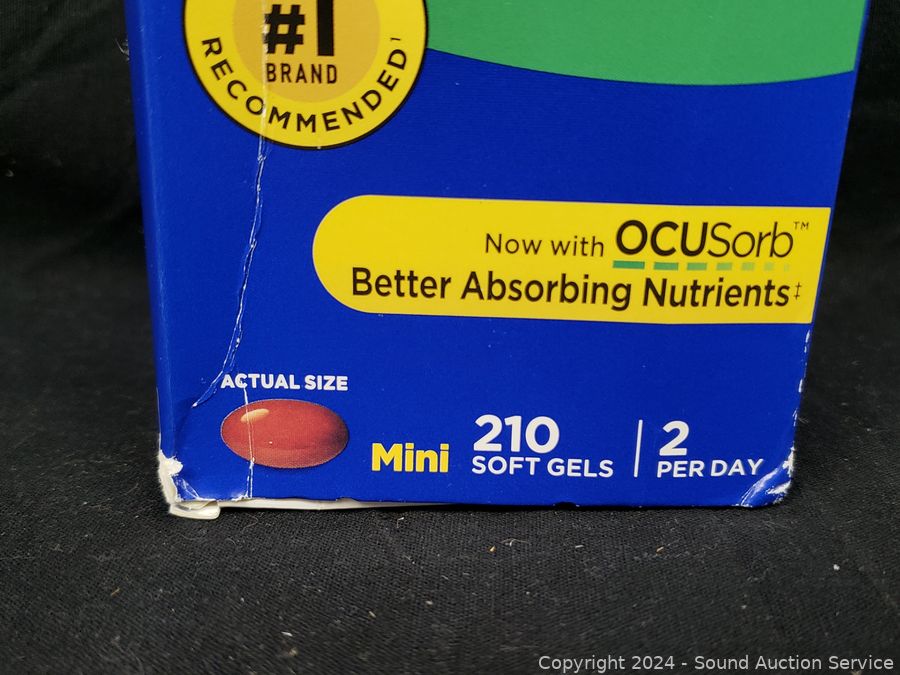 #1
BRAND
RECOMMENDED¹
Now with OCUSorb™
Better Absorbing Nutrients‡
ACTUAL SIZE
Mini
210
SOFT GELS
2
PER DAY
Copyright 2024 - Sound Auction Service